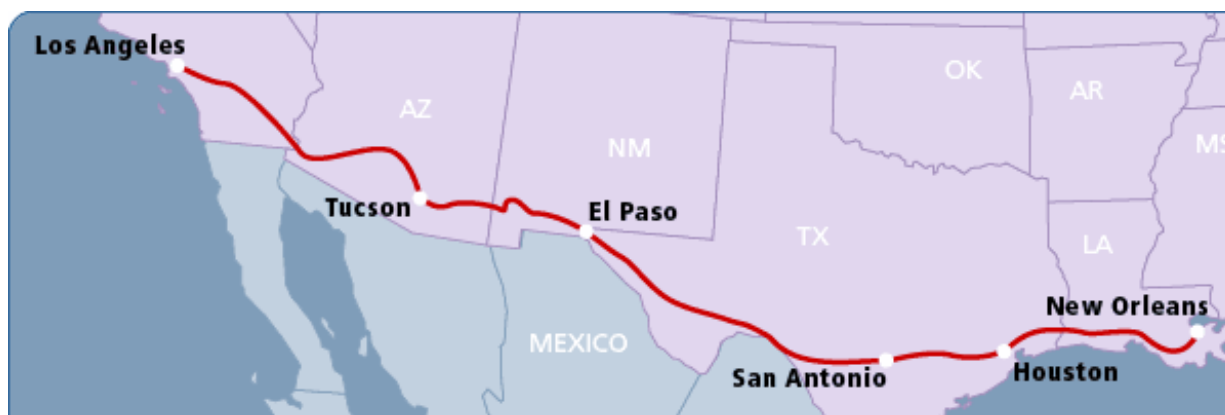 Los Angeles
OK
AR
AZ
MS
NM
Tucson
El Paso
TX
LA
New Orleans
MEXICO
San Antonio
Houston